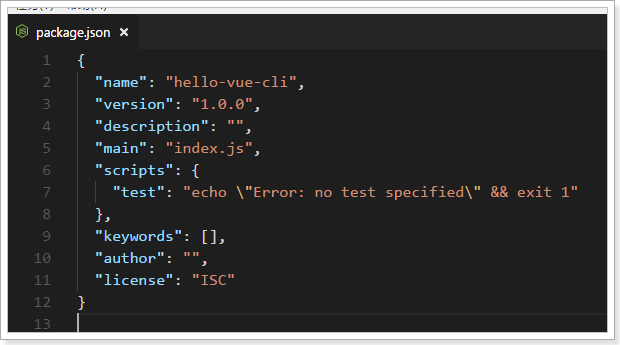 package.json
1 {
2 "name": "hello-vue-cli",
3 "version": "1.0.0",
4 "description": "",
5 "main": "index.js",
6 "scripts": {
7 "test": "echo \"Error: no test specified\" && exit 1"
8 },
9 "keywords": [],
10 "author": "",
11 "license": "ISC"
12 }
13